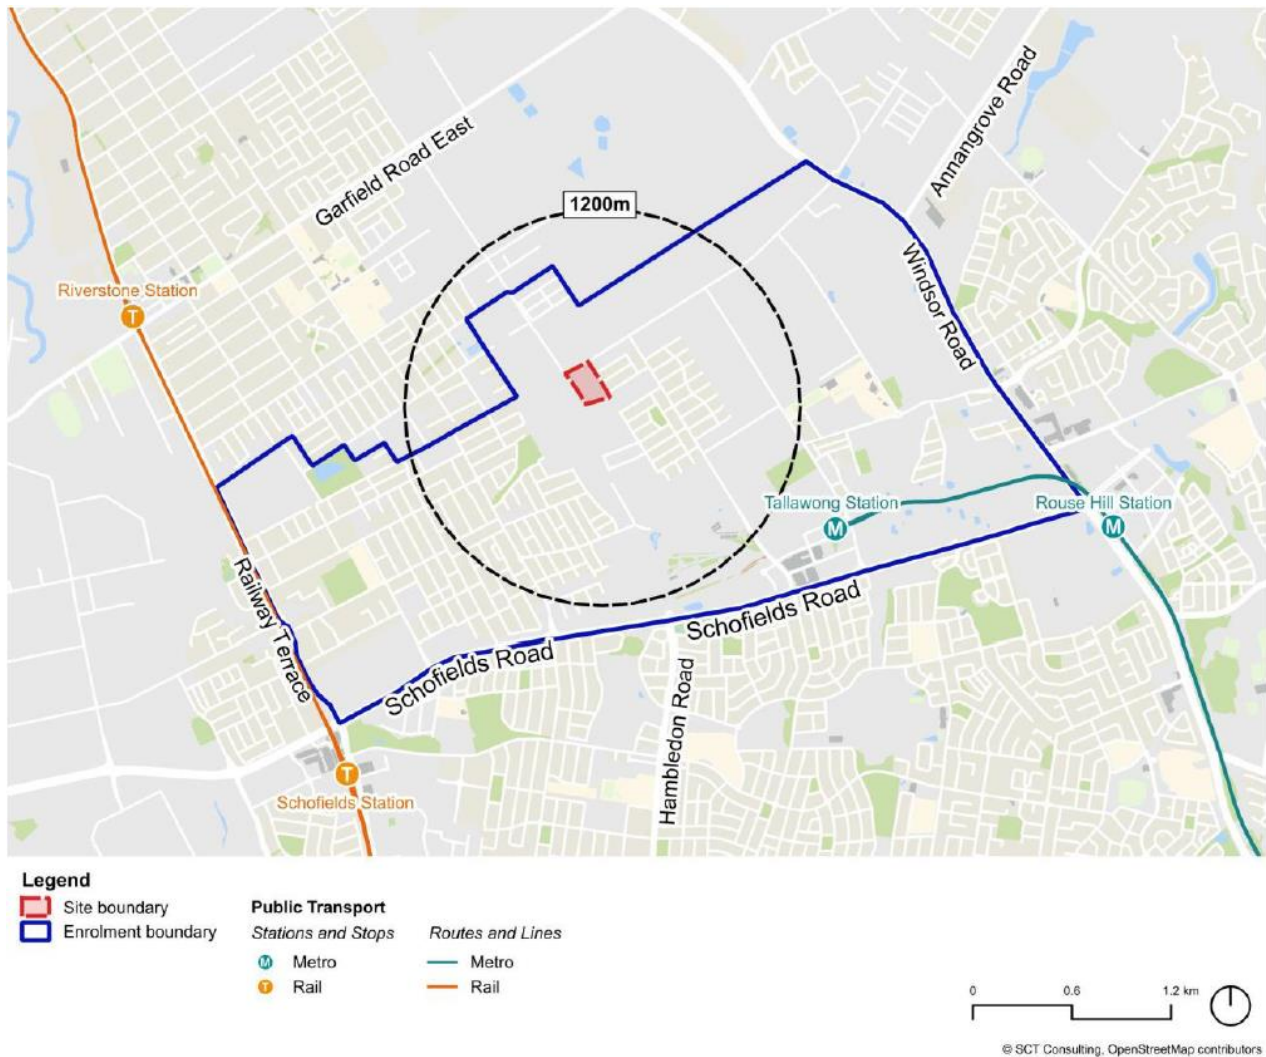 Annangrove Road
Garfield Road East
1200m
Windsor Road
Riverstone Station
T
Tallawong Station
M
Rouse Hill Station
M
Railway Terrace
Schofields Road
Schofields Road
Hambledon Road
T
Schofields Station
Legend
Site boundary
Enrolment boundary
Public Transport
Stations and Stops
Routes and Lines
M Metro
Metro
T Rail
Rail
0 0.6 1.2 km
© SCT Consulting, OpenStreetMap contributors